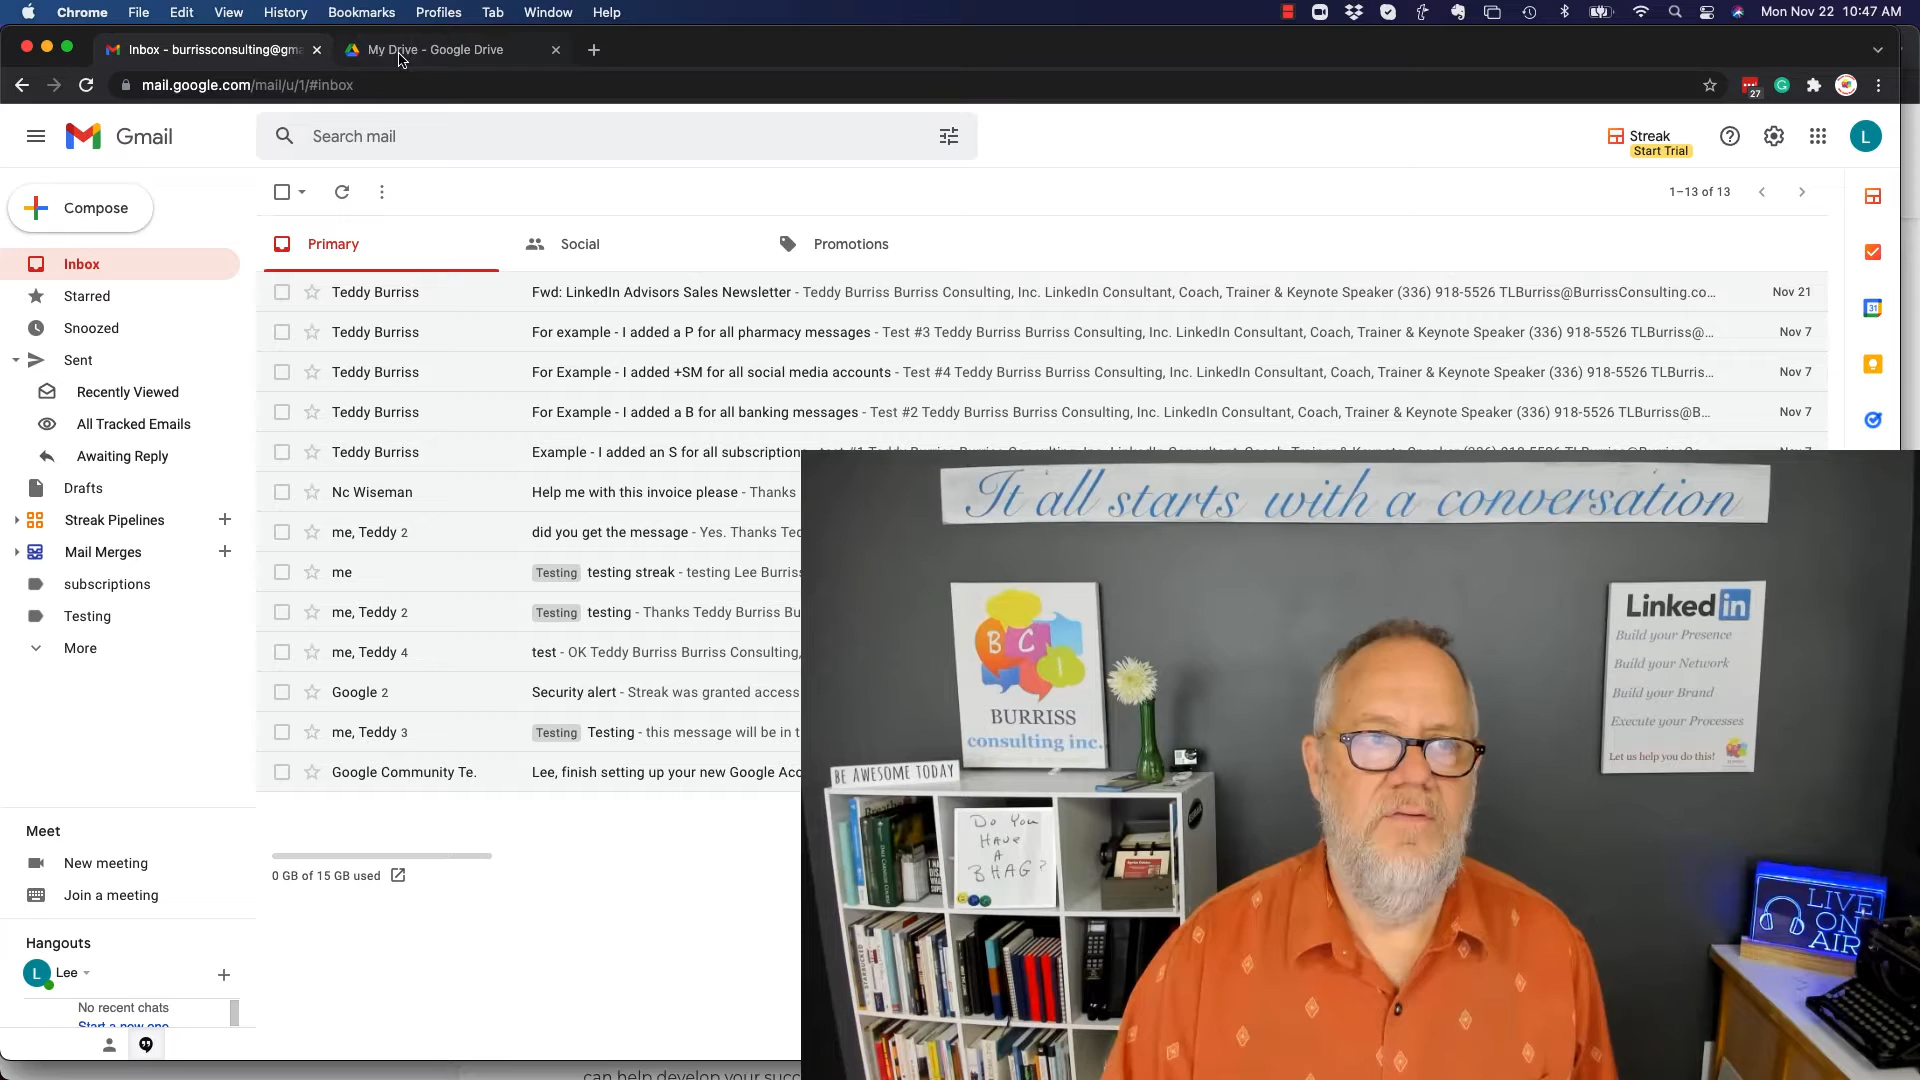 Chrome File Edit View History Bookmarks Profiles Tab Window Help Mon Nov 22 10:47 AM
Inbox - burrissconsulting@gma My Drive - Google Drive
mail.google.com/mail/u/1/#inbox 27
Gmail Search mail Streak
Start Trial L
Compose 1–13 of 13
Primary Social Promotions
Inbox
Starred
Snoozed
Sent
Recently Viewed
All Tracked Emails
Awaiting Reply
Drafts
Streak Pipelines
Mail Merges
subscriptions
Testing
More
Teddy Burriss Fwd: LinkedIn Advisors Sales Newsletter - Teddy Burriss Burriss Consulting, Inc. LinkedIn Consultant, Coach, Trainer & Keynote Speaker (336) 918-5526 TLBurriss@BurrissConsulting.co... Nov 21
Teddy Burriss For example - I added a P for all pharmacy messages - Test #3 Teddy Burriss Burriss Consulting, Inc. LinkedIn Consultant, Coach, Trainer & Keynote Speaker (336) 918-5526 TLBurriss@... Nov 7
Teddy Burriss For Example - I added +SM for all social media accounts - Test #4 Teddy Burriss Burriss Consulting, Inc. LinkedIn Consultant, Coach, Trainer & Keynote Speaker (336) 918-5526 TLBurris... Nov 7
Teddy Burriss For Example - I added a B for all banking messages - Test #2 Teddy Burriss Burriss Consulting, Inc. LinkedIn Consultant, Coach, Trainer & Keynote Speaker (336) 918-5526 TLBurriss@B... Nov 7
Teddy Burriss Example - I added an S for all subscriptions
Nc Wiseman Help me with this invoice please - Thanks
me, Teddy 2 did you get the message - Yes. Thanks Ted
me Testing testing streak - testing Lee Burriss
me, Teddy 2 Testing testing - Thanks Teddy Burriss Bu
me, Teddy 4 test - OK Teddy Burriss Burriss Consulting,
Google 2 Security alert - Streak was granted access
me, Teddy 3 Testing Testing - this message will be in t
Google Community Te. Lee, finish setting up your new Google Acc
0 GB of 15 GB used
Meet
New meeting
Join a meeting
Hangouts
L Lee
No recent chats
Start a new one
can help develop your succ
It all starts with a conversation
BCI
BURRISS
consulting inc.
LinkedIn
Build your Presence
Build your Network
Build your Brand
Execute your Processes
Let us help you do this!
BE AWESOME TODAY
DO YOU
HAVE
A
BHAG?
LIVE
ON
AIR